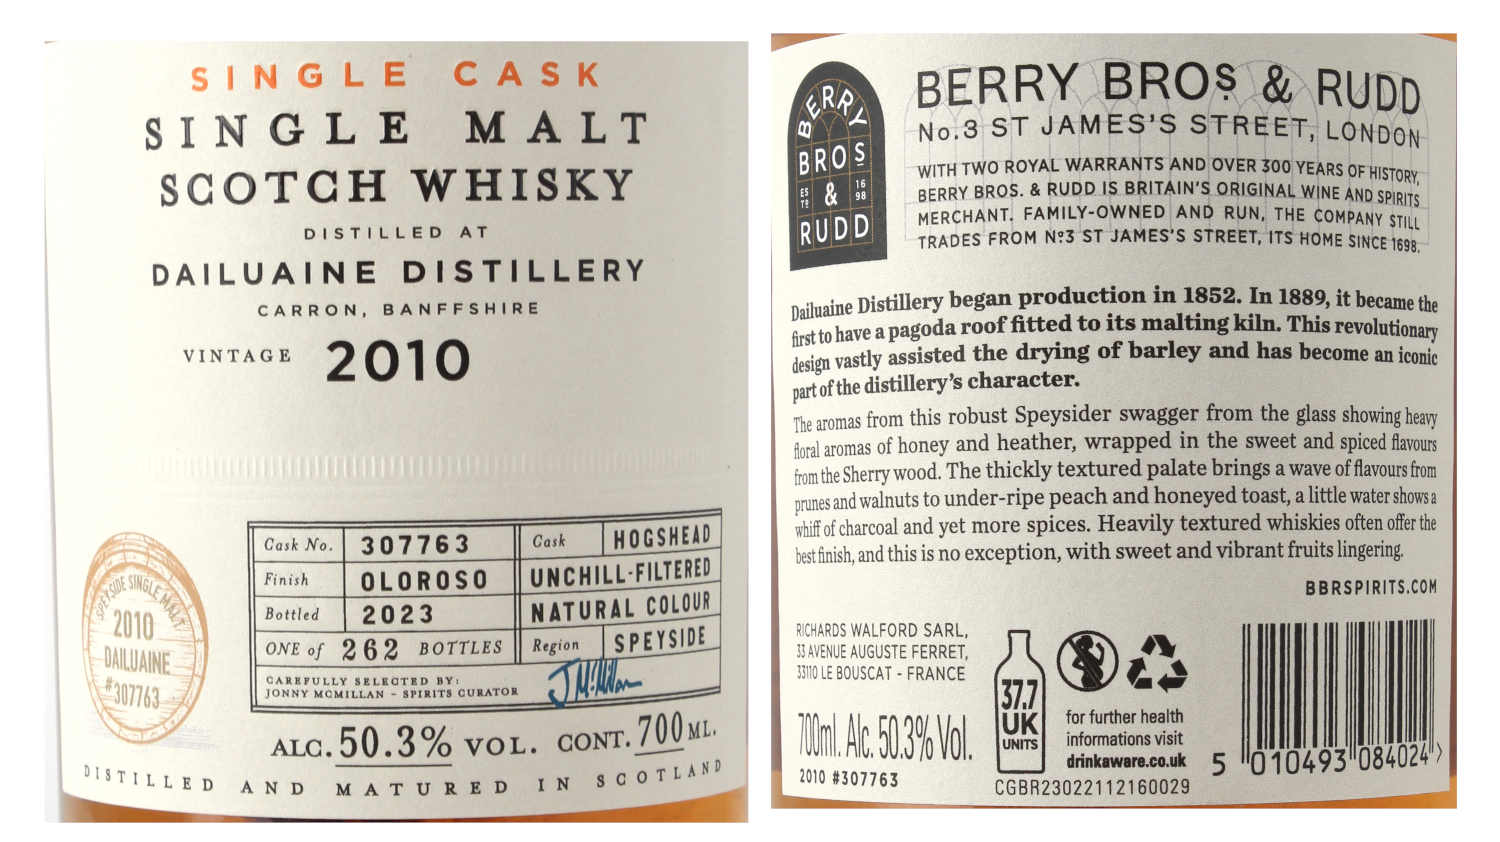 SINGLE CASK
SINGLE MALT
SCOTCH WHISKY
DISTILLED AT
DAILUAINE DISTILLERY
CARRON, BANFFSHIRE
VINTAGE 2010
SPEYSIDE SINGLE MALT
2010
DAILUAINE
#307763
Cask No. 307763 Cask HOGSHEAD
Finish OLOROSO UNCHILL-FILTERED
Bottled 2023 NATURAL COLOUR
ONE of 262 BOTTLES Region SPEYSIDE
CAREFULLY SELECTED BY:
JONNY MCMILLAN - SPIRITS CURATOR
J McMillan
ALC. 50.3% VOL. CONT. 700 ML.
DISTILLED AND MATURED IN SCOTLAND
BERRY
BROS
ESTD & 1698
RUDD
BERRY BROS & RUDD
No.3 ST JAMES'S STREET, LONDON
WITH TWO ROYAL WARRANTS AND OVER 300 YEARS OF HISTORY,
BERRY BROS. & RUDD IS BRITAIN'S ORIGINAL WINE AND SPIRITS
MERCHANT. FAMILY-OWNED AND RUN, THE COMPANY STILL
TRADES FROM Nº3 ST JAMES'S STREET, ITS HOME SINCE 1698.
Dailuaine Distillery began production in 1852. In 1889, it became the
first to have a pagoda roof fitted to its malting kiln. This revolutionary
design vastly assisted the drying of barley and has become an iconic
part of the distillery's character.
The aromas from this robust Speysider swagger from the glass showing heavy
floral aromas of honey and heather, wrapped in the sweet and spiced flavours
from the Sherry wood. The thickly textured palate brings a wave of flavours from
prunes and walnuts to under-ripe peach and honeyed toast, a little water shows a
whiff of charcoal and yet more spices. Heavily textured whiskies often offer the
best finish, and this is no exception, with sweet and vibrant fruits lingering.
BBRSPIRITS.COM
RICHARDS WALFORD SARL,
33 AVENUE AUGUSTE FERRET,
33110 LE BOUSCAT - FRANCE
700ml. Alc. 50.3% Vol.
2010 #307763
37.7
UK
UNITS
for further health
informations visit
drinkaware.co.uk
CGBR23022112160029
5 010493 084024 >